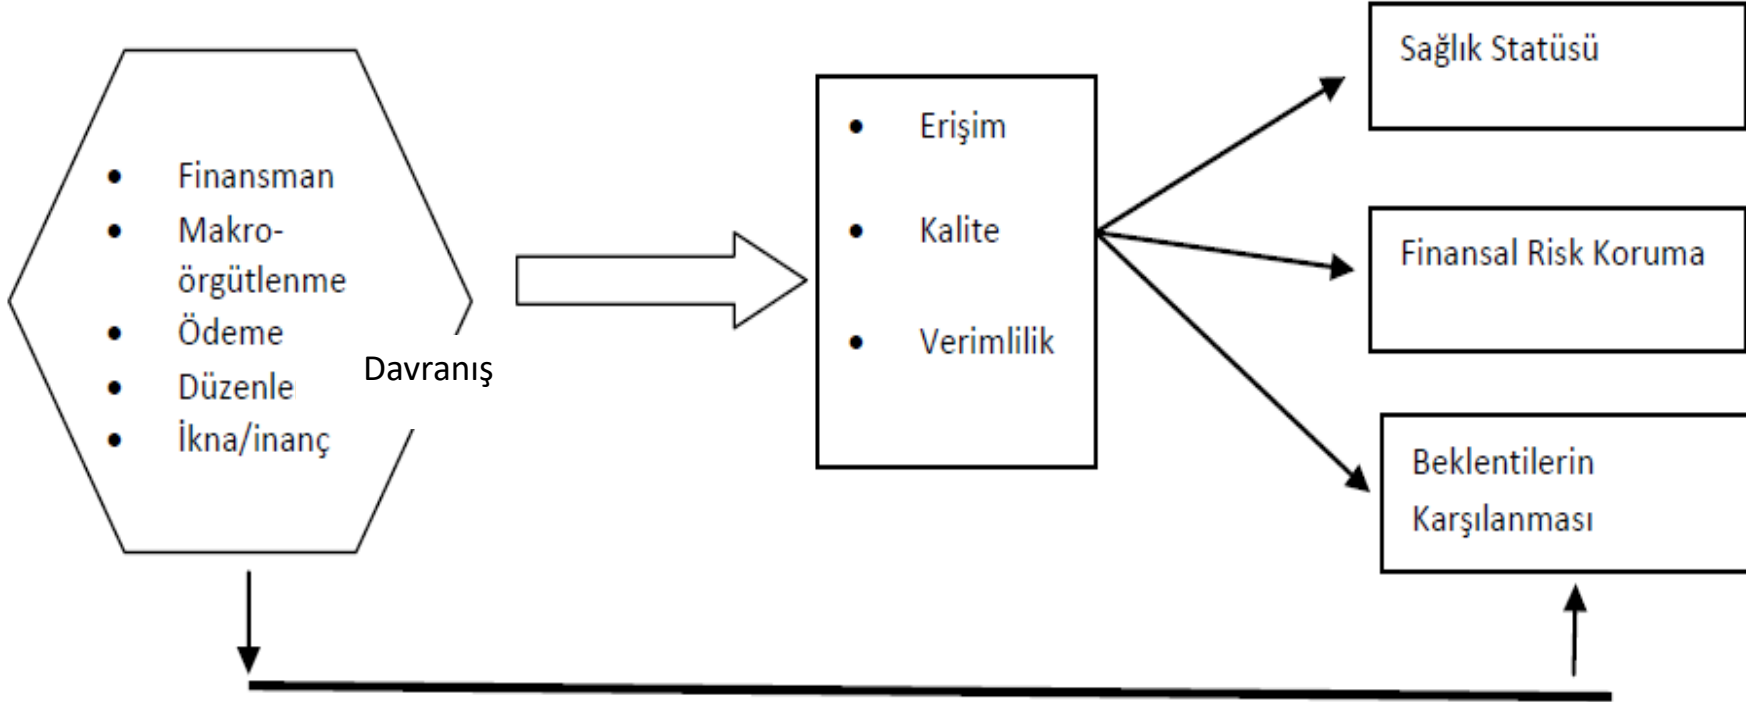 • Finansman
• Makro-
örgütlenme
• Ödeme
• Düzenle
• İkna/inanç
Davranış
• Erişim
• Kalite
• Verimlilik
Sağlık Statüsü
Finansal Risk Koruma
Beklentilerin
Karşılanması